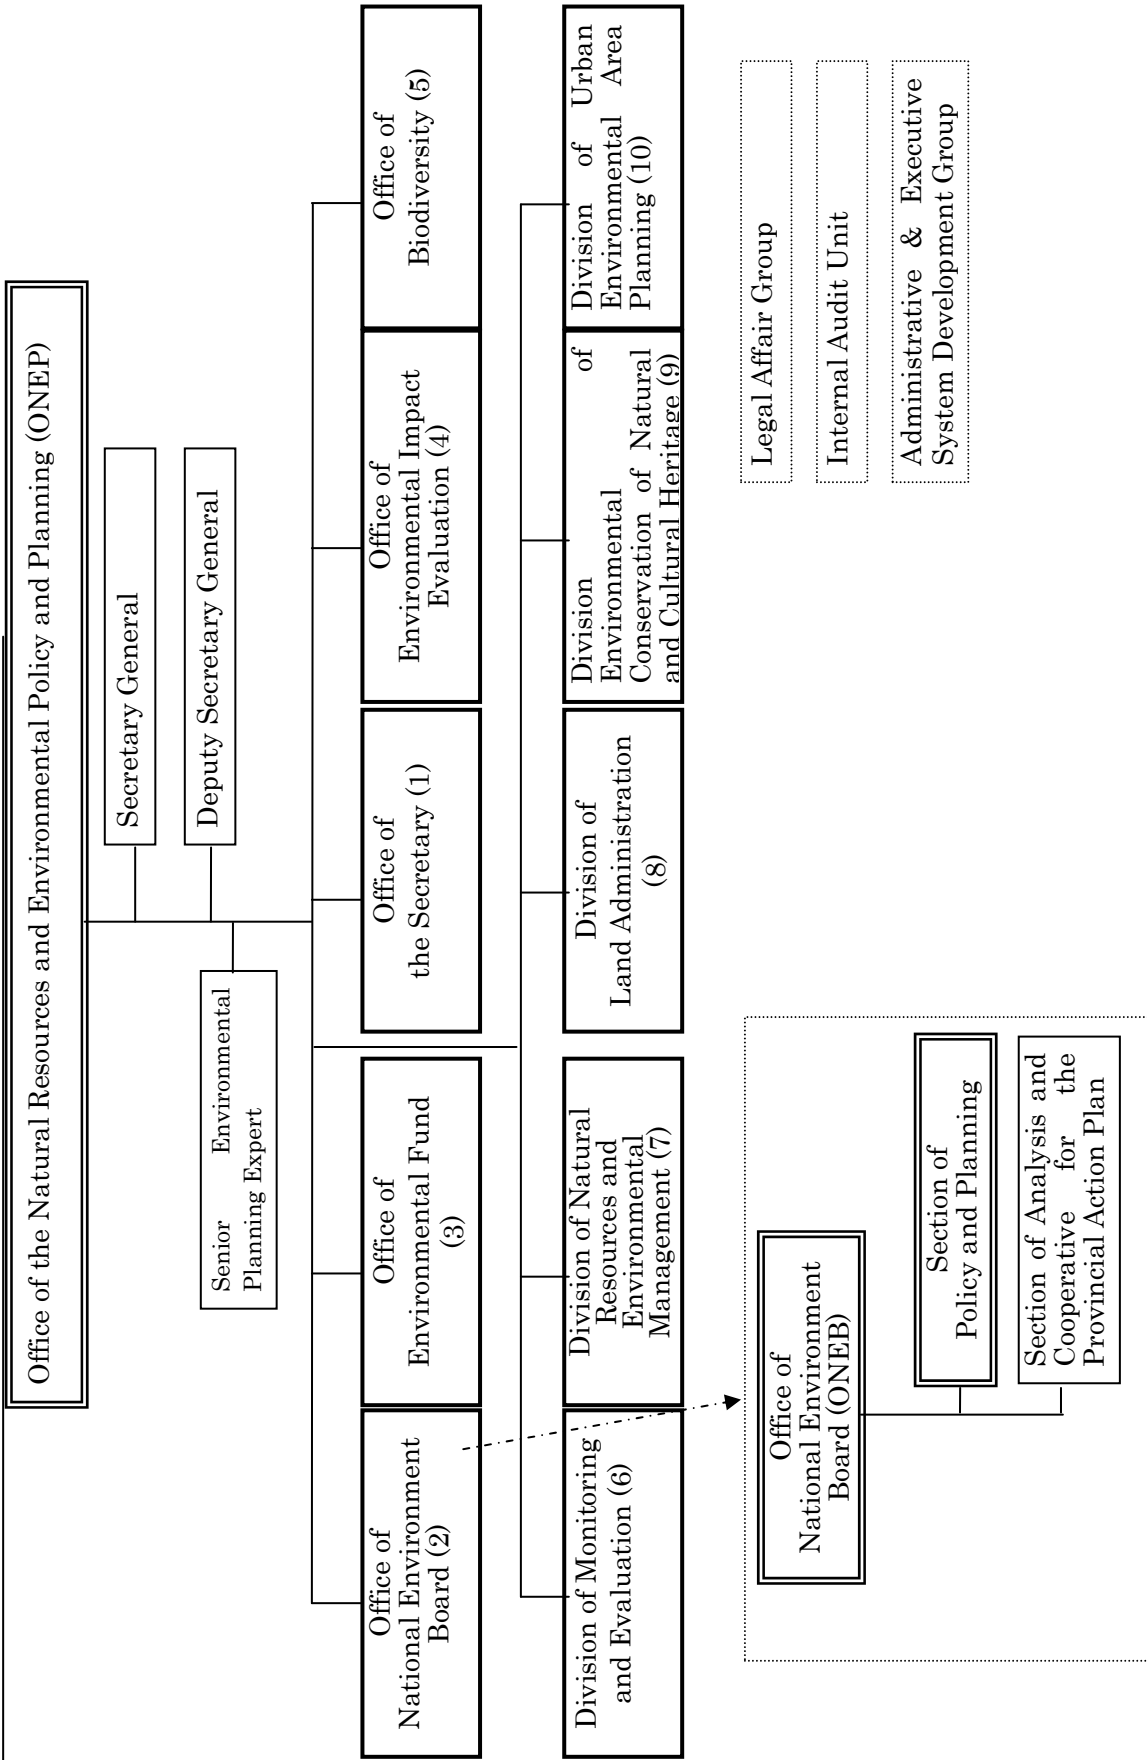 Office of the Natural Resources and Environmental Policy and Planning (ONEP)
Secretary General
Deputy Secretary General
Senior Environmental
Planning Expert
Office of
National Environment
Board (2)
Office of
Environmental Fund
(3)
Office of
the Secretary (1)
Office of
Environmental Impact
Evaluation (4)
Office of
Biodiversity (5)
Division of Monitoring
and Evaluation (6)
Division of Natural
Resources and
Environmental
Management (7)
Division of
Land Administration
(8)
Division of
Environmental
Conservation of Natural
and Cultural Heritage (9)
Division of Urban
Environmental Area
Planning (10)
Office of
National Environment
Board (ONEB)
Section of
Policy and Planning
Section of Analysis and
Cooperative for the
Provincial Action Plan
Legal Affair Group
Internal Audit Unit
Administrative & Executive
System Development Group